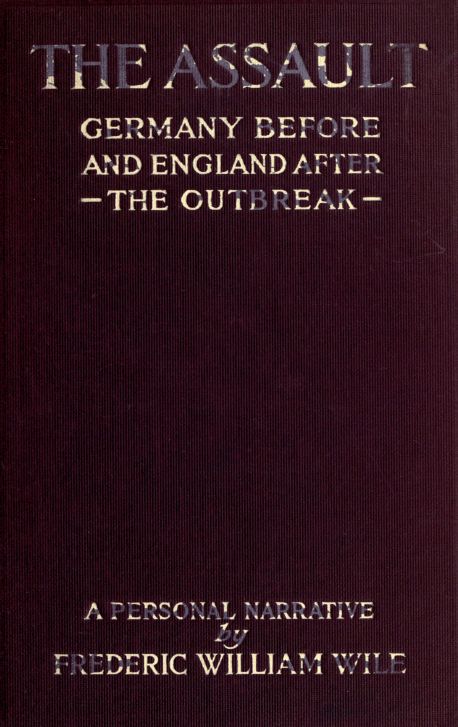 THE ASSAULT
GERMANY BEFORE
AND ENGLAND AFTER
– THE OUTBREAK –
A PERSONAL NARRATIVE
by
FREDERIC WILLIAM WILE